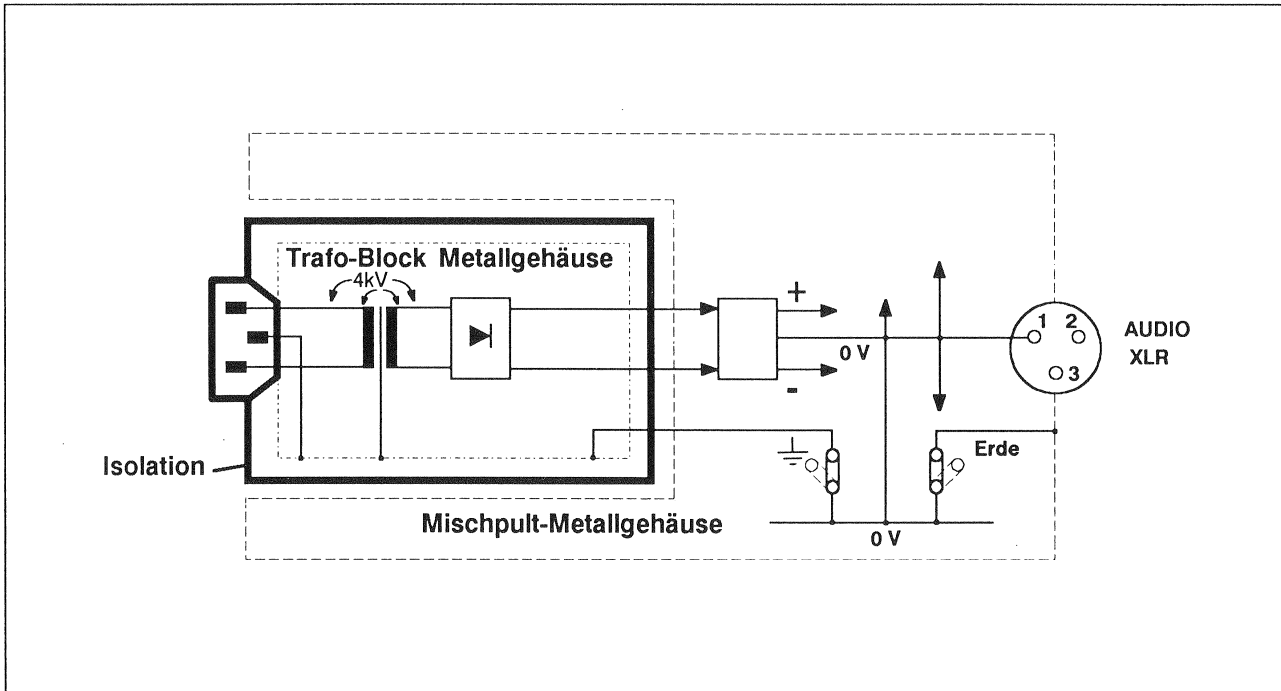 Trafo-Block Metallgehäuse
4kV
+
0 V
-
1 2
3
AUDIO
XLR
Erde
Isolation
Mischpult-Metallgehäuse
0 V